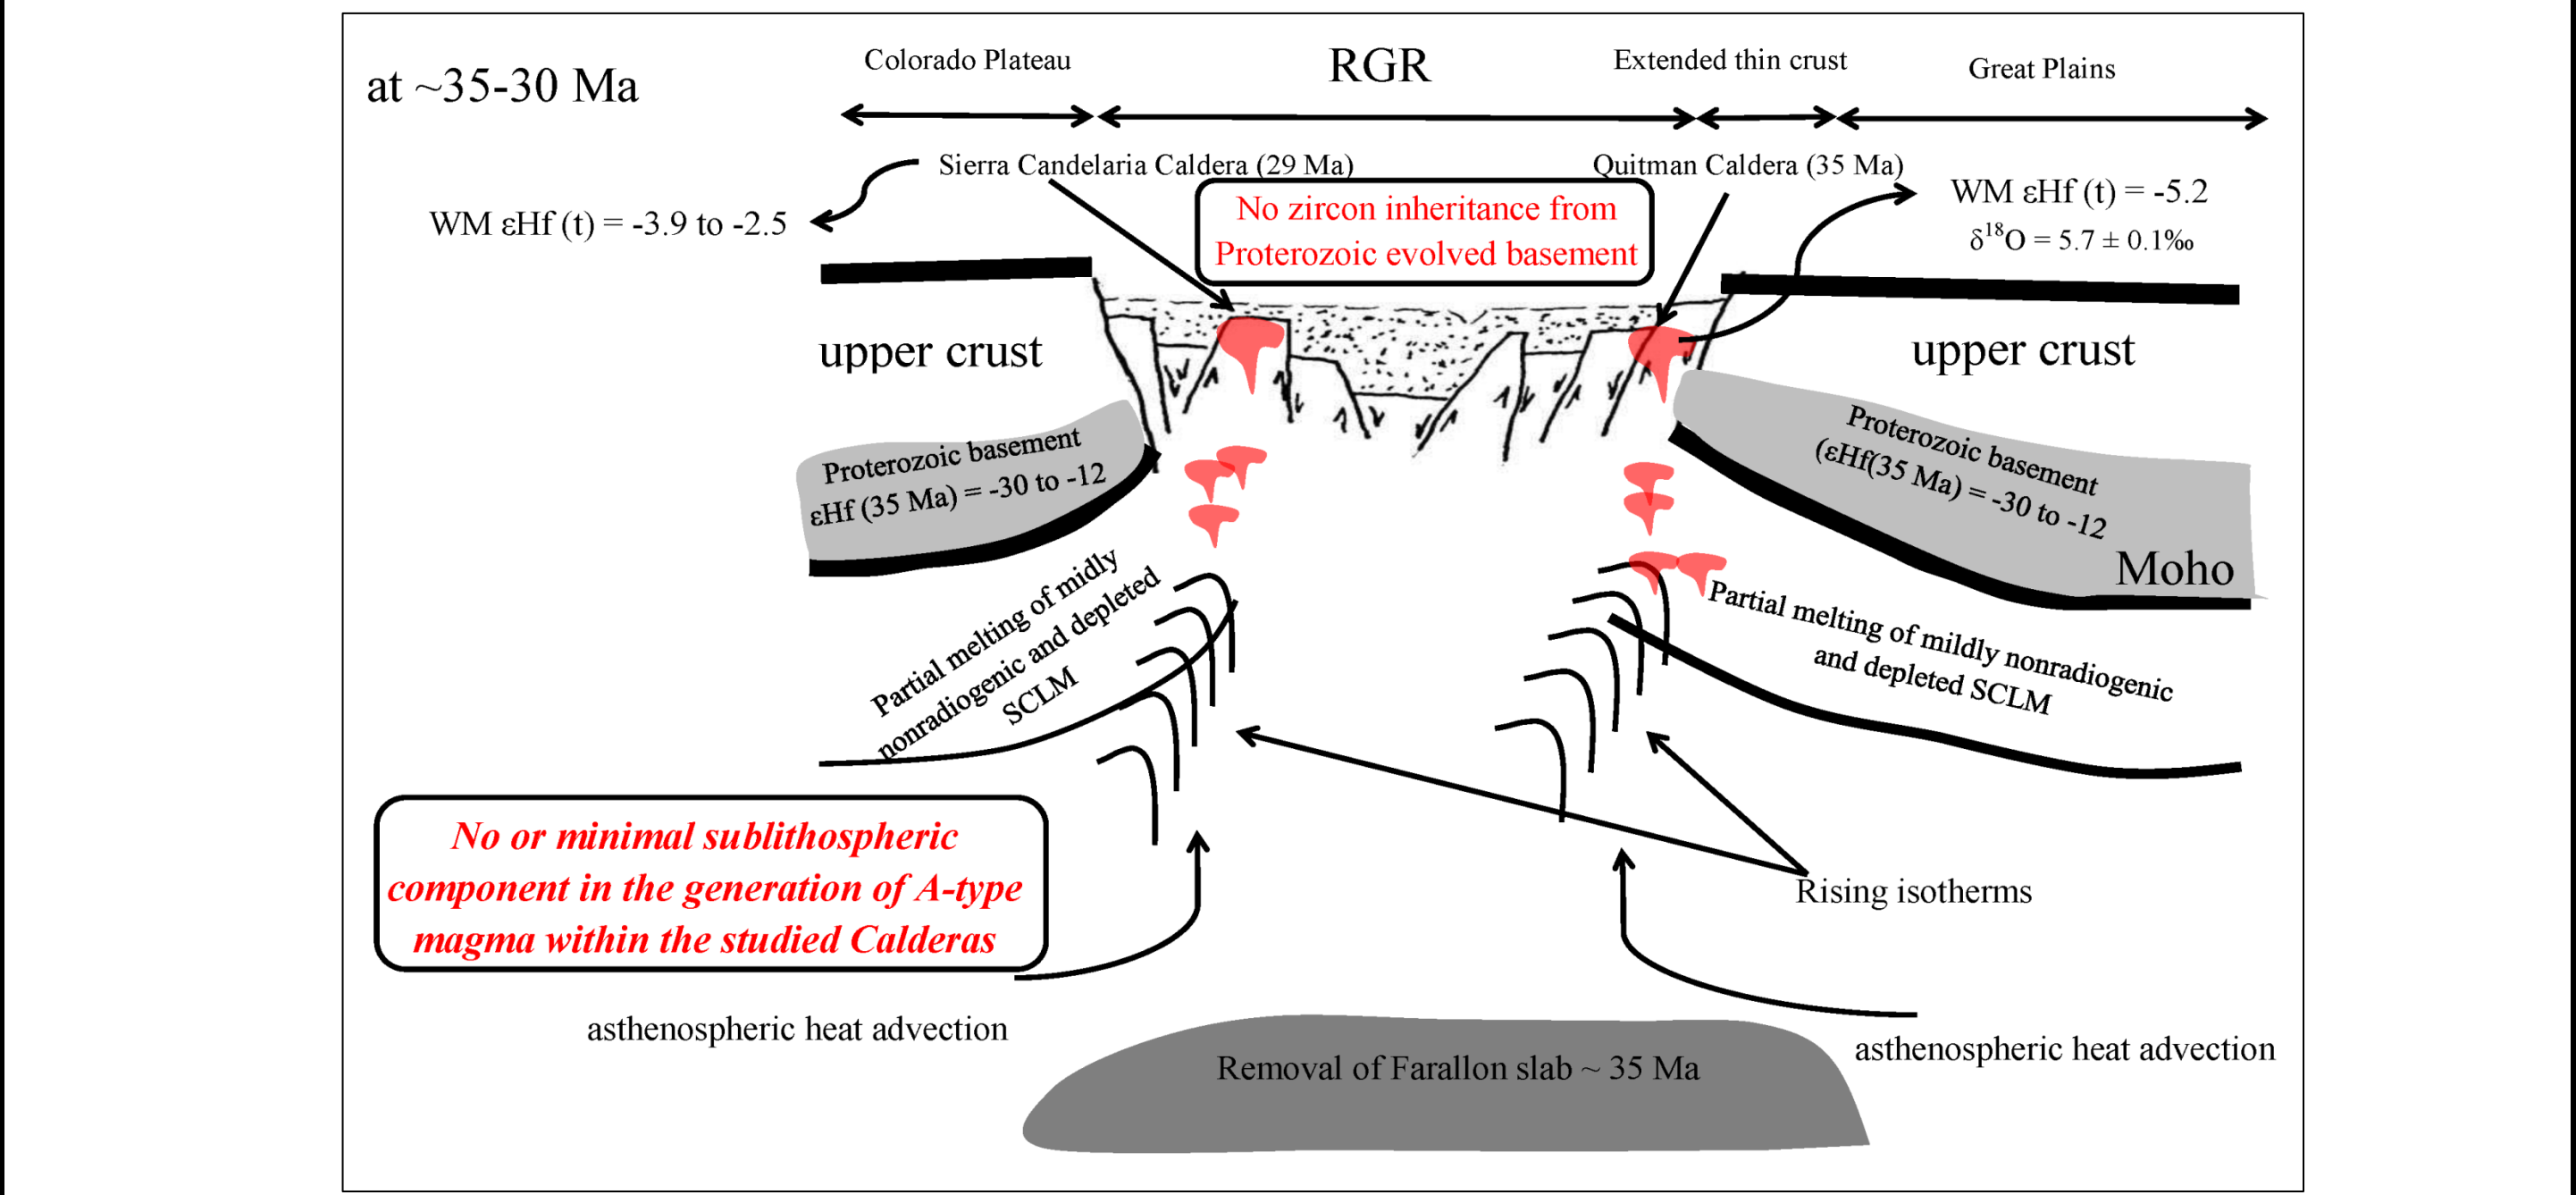 at ~35-30 Ma
Colorado Plateau
RGR
Extended thin crust
Great Plains
Sierra Candelaria Caldera (29 Ma)
Quitman Caldera (35 Ma)
WM εHf (t) = -3.9 to -2.5
No zircon inheritance from
Proterozoic evolved basement
WM εHf (t) = -5.2
δ¹⁸O = 5.7 ± 0.1‰
upper crust
upper crust
Proterozoic basement
εHf (35 Ma) = -30 to -12
Proterozoic basement
(εHf(35 Ma) = -30 to -12
Moho
Partial melting of midly
nonradiogenic and depleted
SCLM
Partial melting of mildly nonradiogenic
and depleted SCLM
No or minimal sublithospheric
component in the generation of A-type
magma within the studied Calderas
Rising isotherms
asthenospheric heat advection
asthenospheric heat advection
Removal of Farallon slab ~ 35 Ma